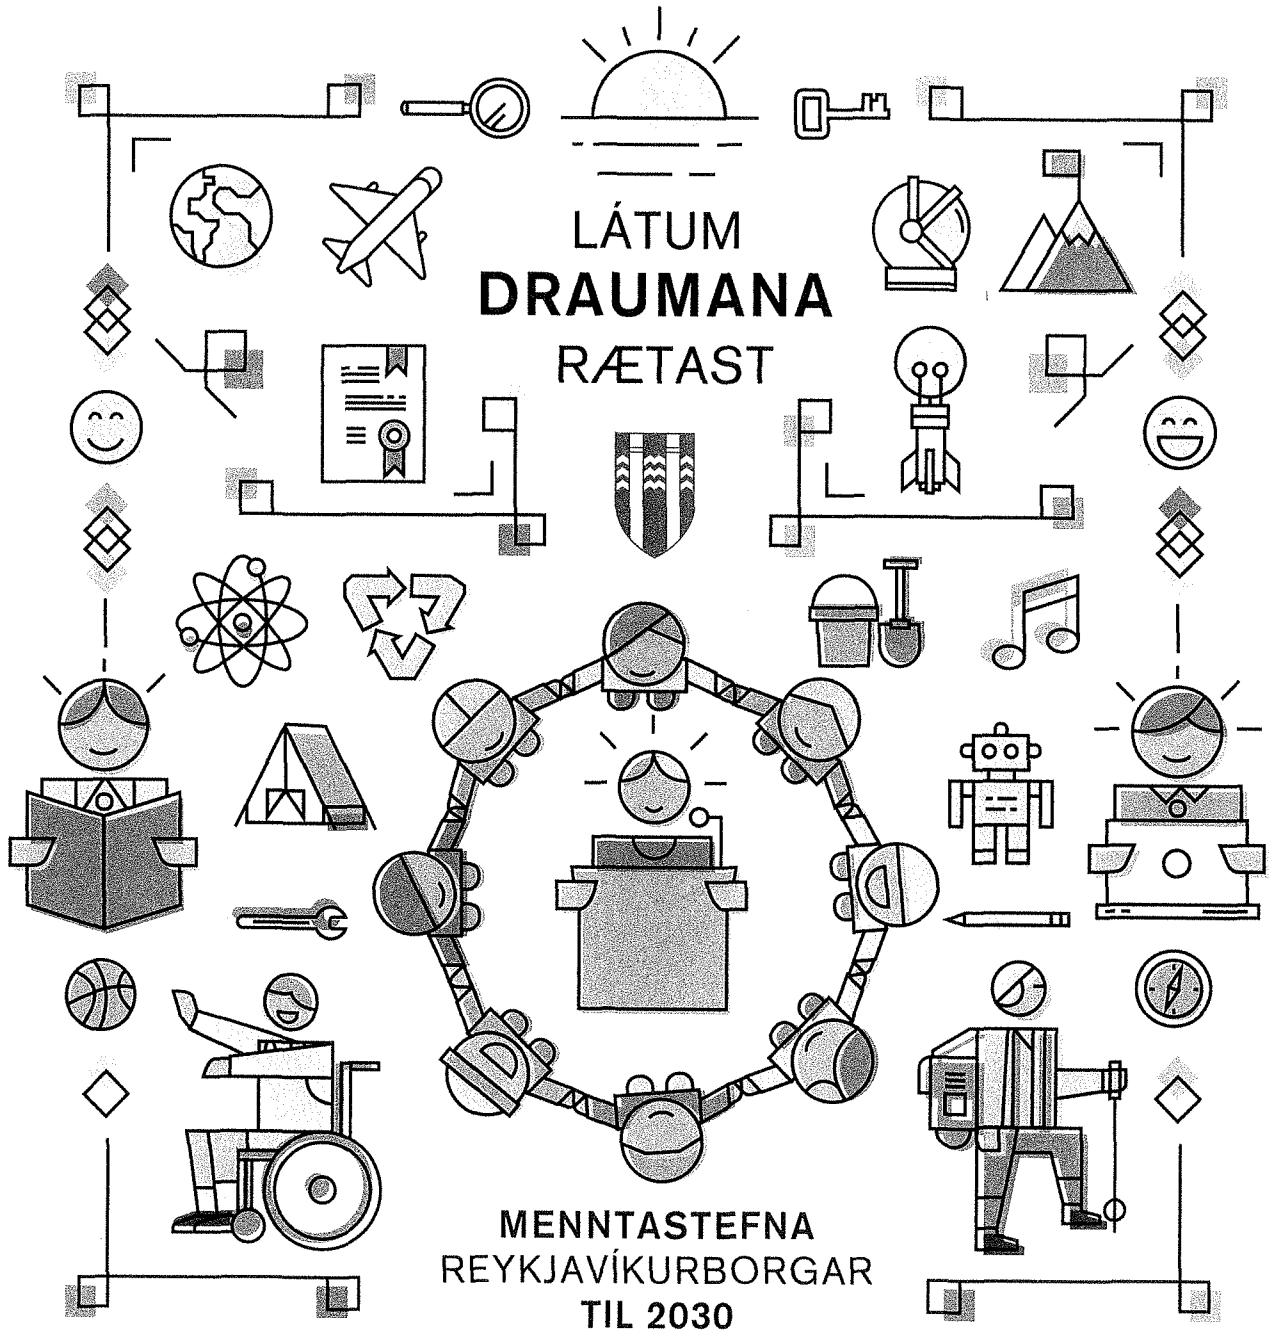 LÁTUM
DRAUMANA
RÆTAST
MENNTASTEFNA
REYKJAVÍKURBORGAR
TIL 2030